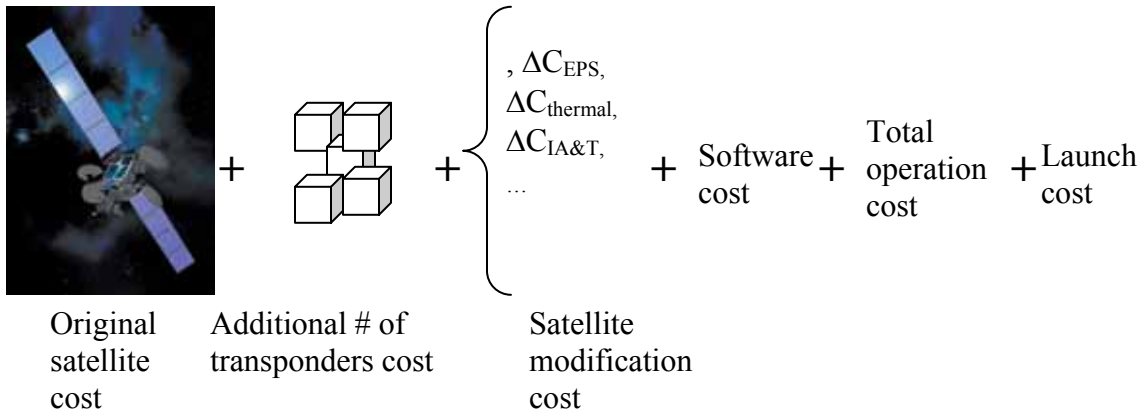 , ΔC_EPS,
ΔC_thermal,
ΔC_IA&T,
...
+
+
+
Software
cost
+
Total
operation
cost
+
Launch
cost
Original
satellite
cost
Additional # of
transponders cost
Satellite
modification
cost